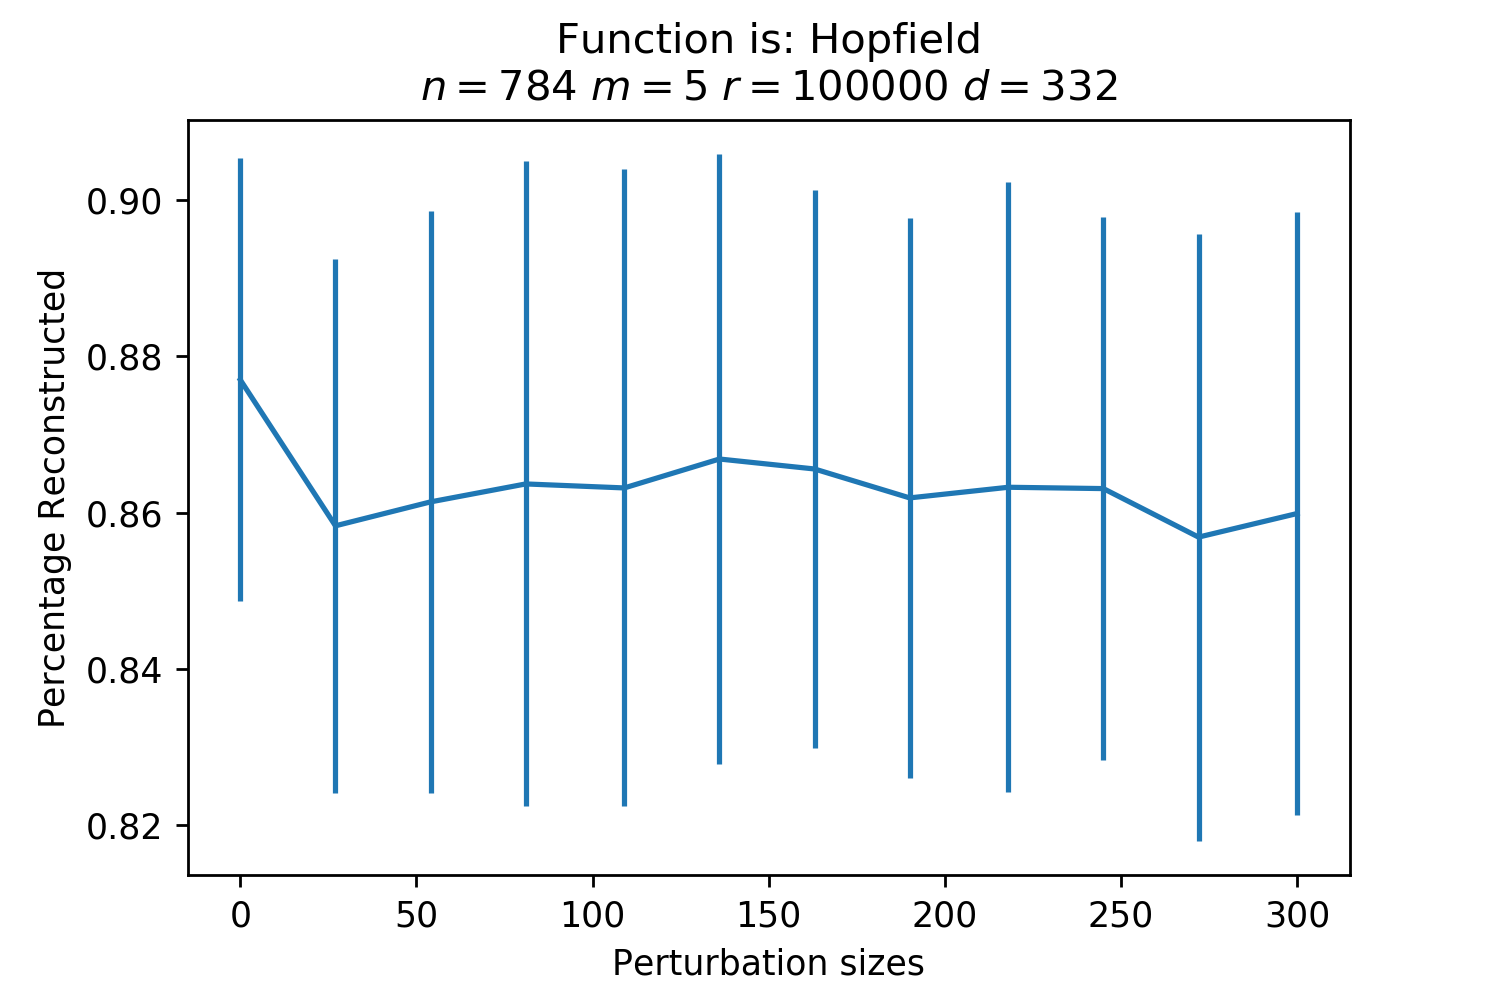 Function is: Hopfield
n = 784 m = 5 r = 100000 d = 332
Percentage Reconstructed
0.90
0.88
0.86
0.84
0.82
0 50 100 150 200 250 300
Perturbation sizes